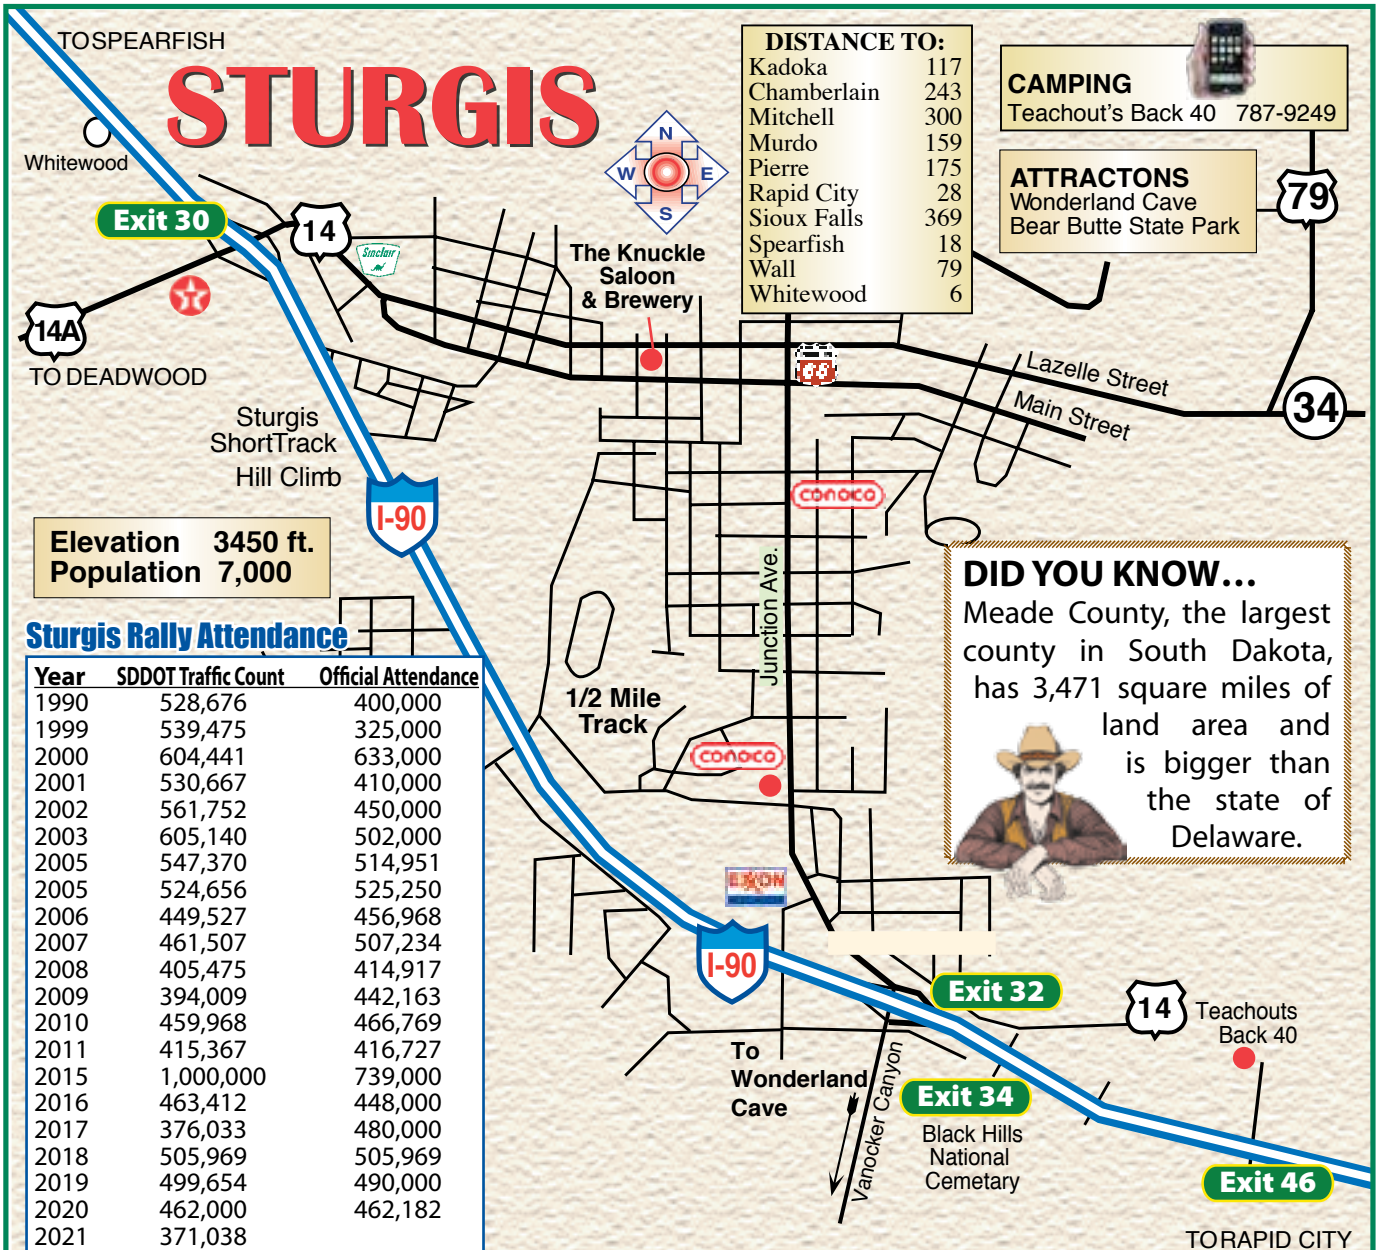 TO SPEARFISH
STURGIS
Whitewood
Exit 30
14
Sinclair
14A
TO DEADWOOD
N
W E
S
The Knuckle
Saloon
& Brewery
DISTANCE TO:
Kadoka 117
Chamberlain 243
Mitchell 300
Murdo 159
Pierre 175
Rapid City 28
Sioux Falls 369
Spearfish 18
Wall 79
Whitewood 6
CAMPING
Teachout's Back 40 787-9249
ATTRACTONS
Wonderland Cave
Bear Butte State Park
79
34
Lazelle Street
Main Street
66
Sturgis
ShortTrack
Hill Climb
I-90
CONOCO
Junction Ave.
Elevation 3450 ft.
Population 7,000
Sturgis Rally Attendance
Year SDDOT Traffic Count Official Attendance
1990 528,676 400,000
1999 539,475 325,000
2000 604,441 633,000
2001 530,667 410,000
2002 561,752 450,000
2003 605,140 502,000
2005 547,370 514,951
2005 524,656 525,250
2006 449,527 456,968
2007 461,507 507,234
2008 405,475 414,917
2009 394,009 442,163
2010 459,968 466,769
2011 415,367 416,727
2015 1,000,000 739,000
2016 463,412 448,000
2017 376,033 480,000
2018 505,969 505,969
2019 499,654 490,000
2020 462,000 462,182
2021 371,038
1/2 Mile
Track
CONOCO
EXXON
I-90
DID YOU KNOW…
Meade County, the largest
county in South Dakota,
has 3,471 square miles of
land area and
is bigger than
the state of
Delaware.
Exit 32
14
Teachouts
Back 40
To
Wonderland
Cave
Vanocker Canyon
Exit 34
Black Hills
National
Cemetary
Exit 46
TO RAPID CITY